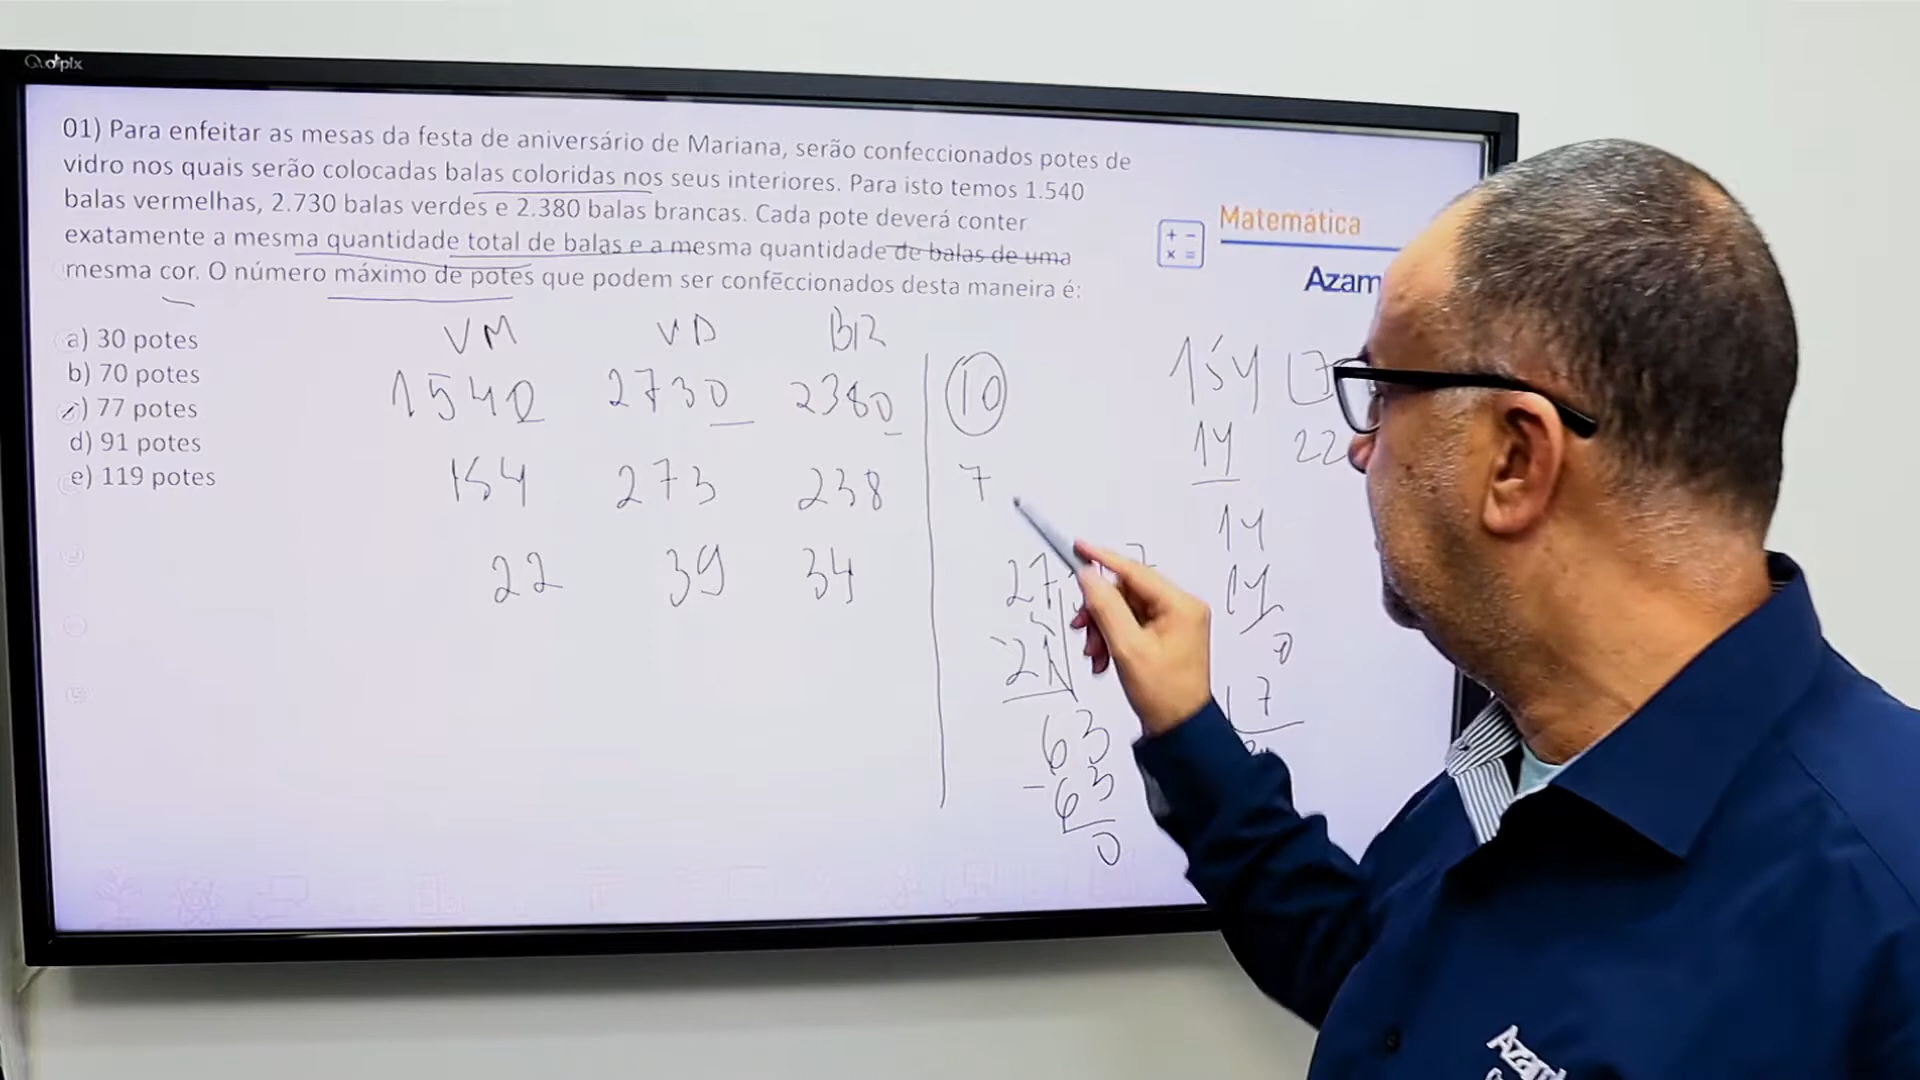 Qdplx
01) Para enfeitar as mesas da festa de aniversário de Mariana, serão confeccionados potes de
vidro nos quais serão colocadas balas coloridas nos seus interiores. Para isto temos 1.540
balas vermelhas, 2.730 balas verdes e 2.380 balas brancas. Cada pote deverá conter
exatamente a mesma quantidade total de balas e a mesma quantidade de balas de uma
mesma cor. O número máximo de potes que podem ser confeccionados desta maneira é:
Matemática
Azam
a) 30 potes
b) 70 potes
) 77 potes
d) 91 potes
e) 119 potes
VM VD BR
1540 2730 2380 10
154 273 238 7
22 39 34
154 7
14 22
14
14
0
7
27
21
63
-63
0
Azam